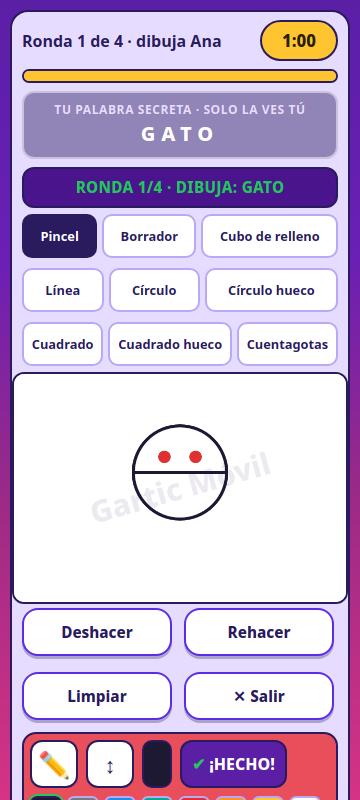 Ronda 1 de 4 · dibuja Ana
1:00
TU PALABRA SECRETA · SOLO LA VES TÚ
GATO
RONDA 1/4 · DIBUJA: GATO
Pincel
Borrador
Cubo de relleno
Línea
Círculo
Círculo hueco
Cuadrado
Cuadrado hueco
Cuentagotas
Gartic Móvil
Deshacer
Rehacer
Limpiar
✕ Salir
✔ ¡HECHO!